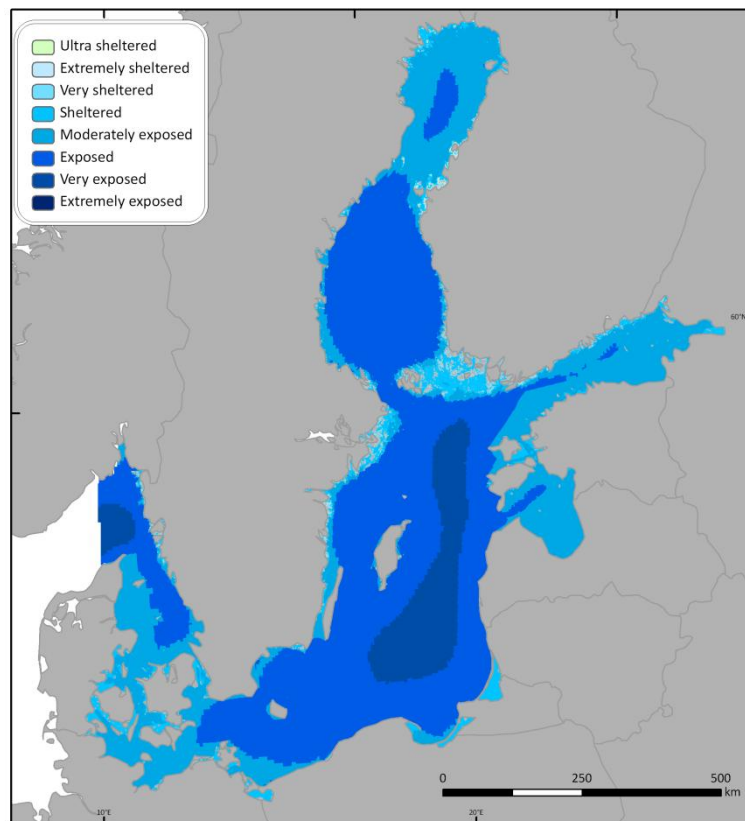 Ultra sheltered
Extremely sheltered
Very sheltered
Sheltered
Moderately exposed
Exposed
Very exposed
Extremely exposed
60°N
0 250 500
km
10°E 20°E